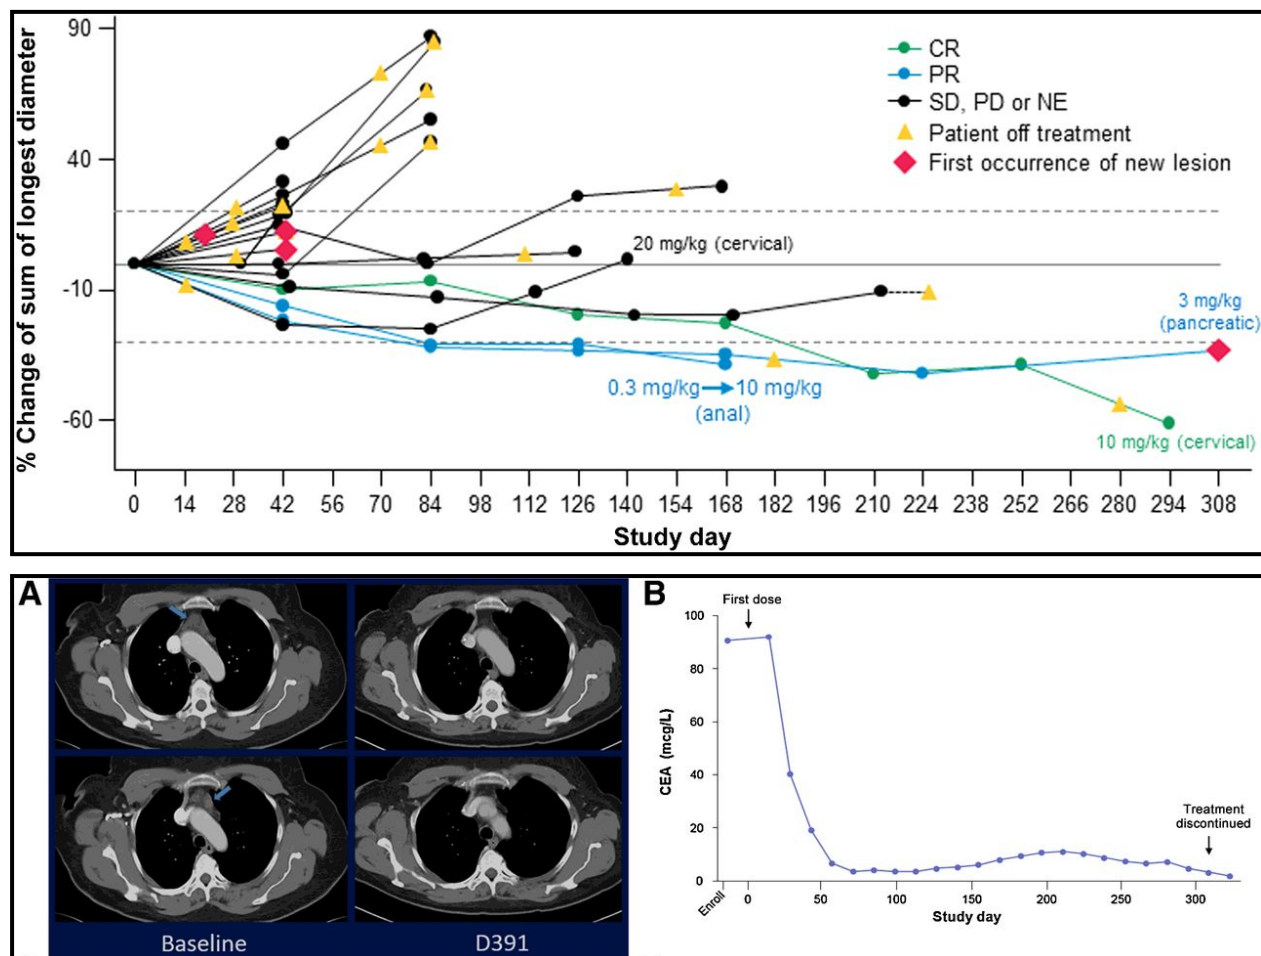 % Change of sum of longest diameter
90
40
-10
-60
CR
PR
SD, PD or NE
Patient off treatment
First occurrence of new lesion
20 mg/kg (cervical)
3 mg/kg
(pancreatic)
0.3 mg/kg→10 mg/kg
(anal)
10 mg/kg (cervical)
0 14 28 42 56 70 84 98 112 126 140 154 168 182 196 210 224 238 252 266 280 294 308
Study day
A
Baseline
D391
B
First dose
CEA (mcg/L)
100
80
60
40
20
0
Treatment
discontinued
Enroll 0 50 100 150 200 250 300
Study day